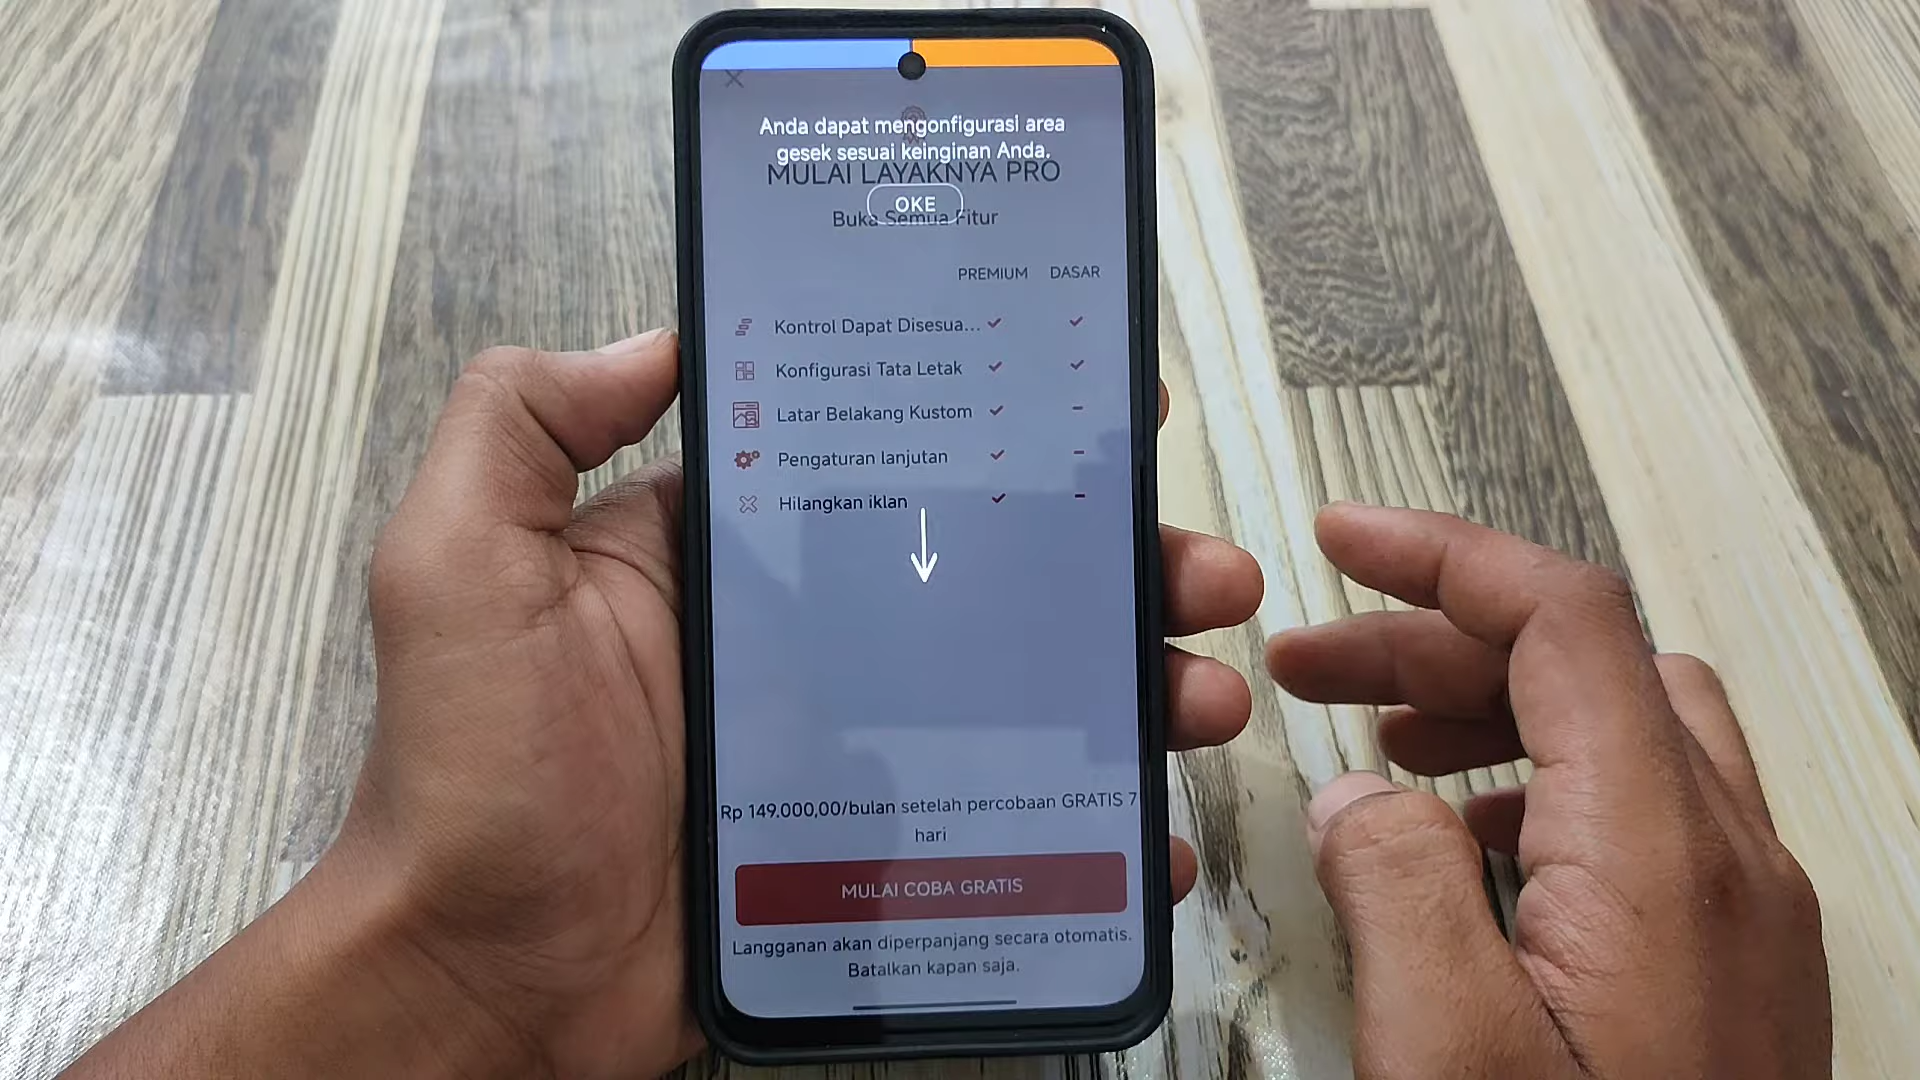 Anda dapat mengonfigurasi area
gesek sesuai keinginan Anda.
MULAI LAYAKNYA PRO
OKE
Buka Semua Fitur
PREMIUM DASAR
Kontrol Dapat Disesua...
Konfigurasi Tata Letak
Latar Belakang Kustom
Pengaturan lanjutan
Hilangkan iklan
Rp 149.000,00/bulan setelah percobaan GRATIS 7
hari
MULAI COBA GRATIS
Langganan akan diperpanjang secara otomatis.
Batalkan kapan saja.